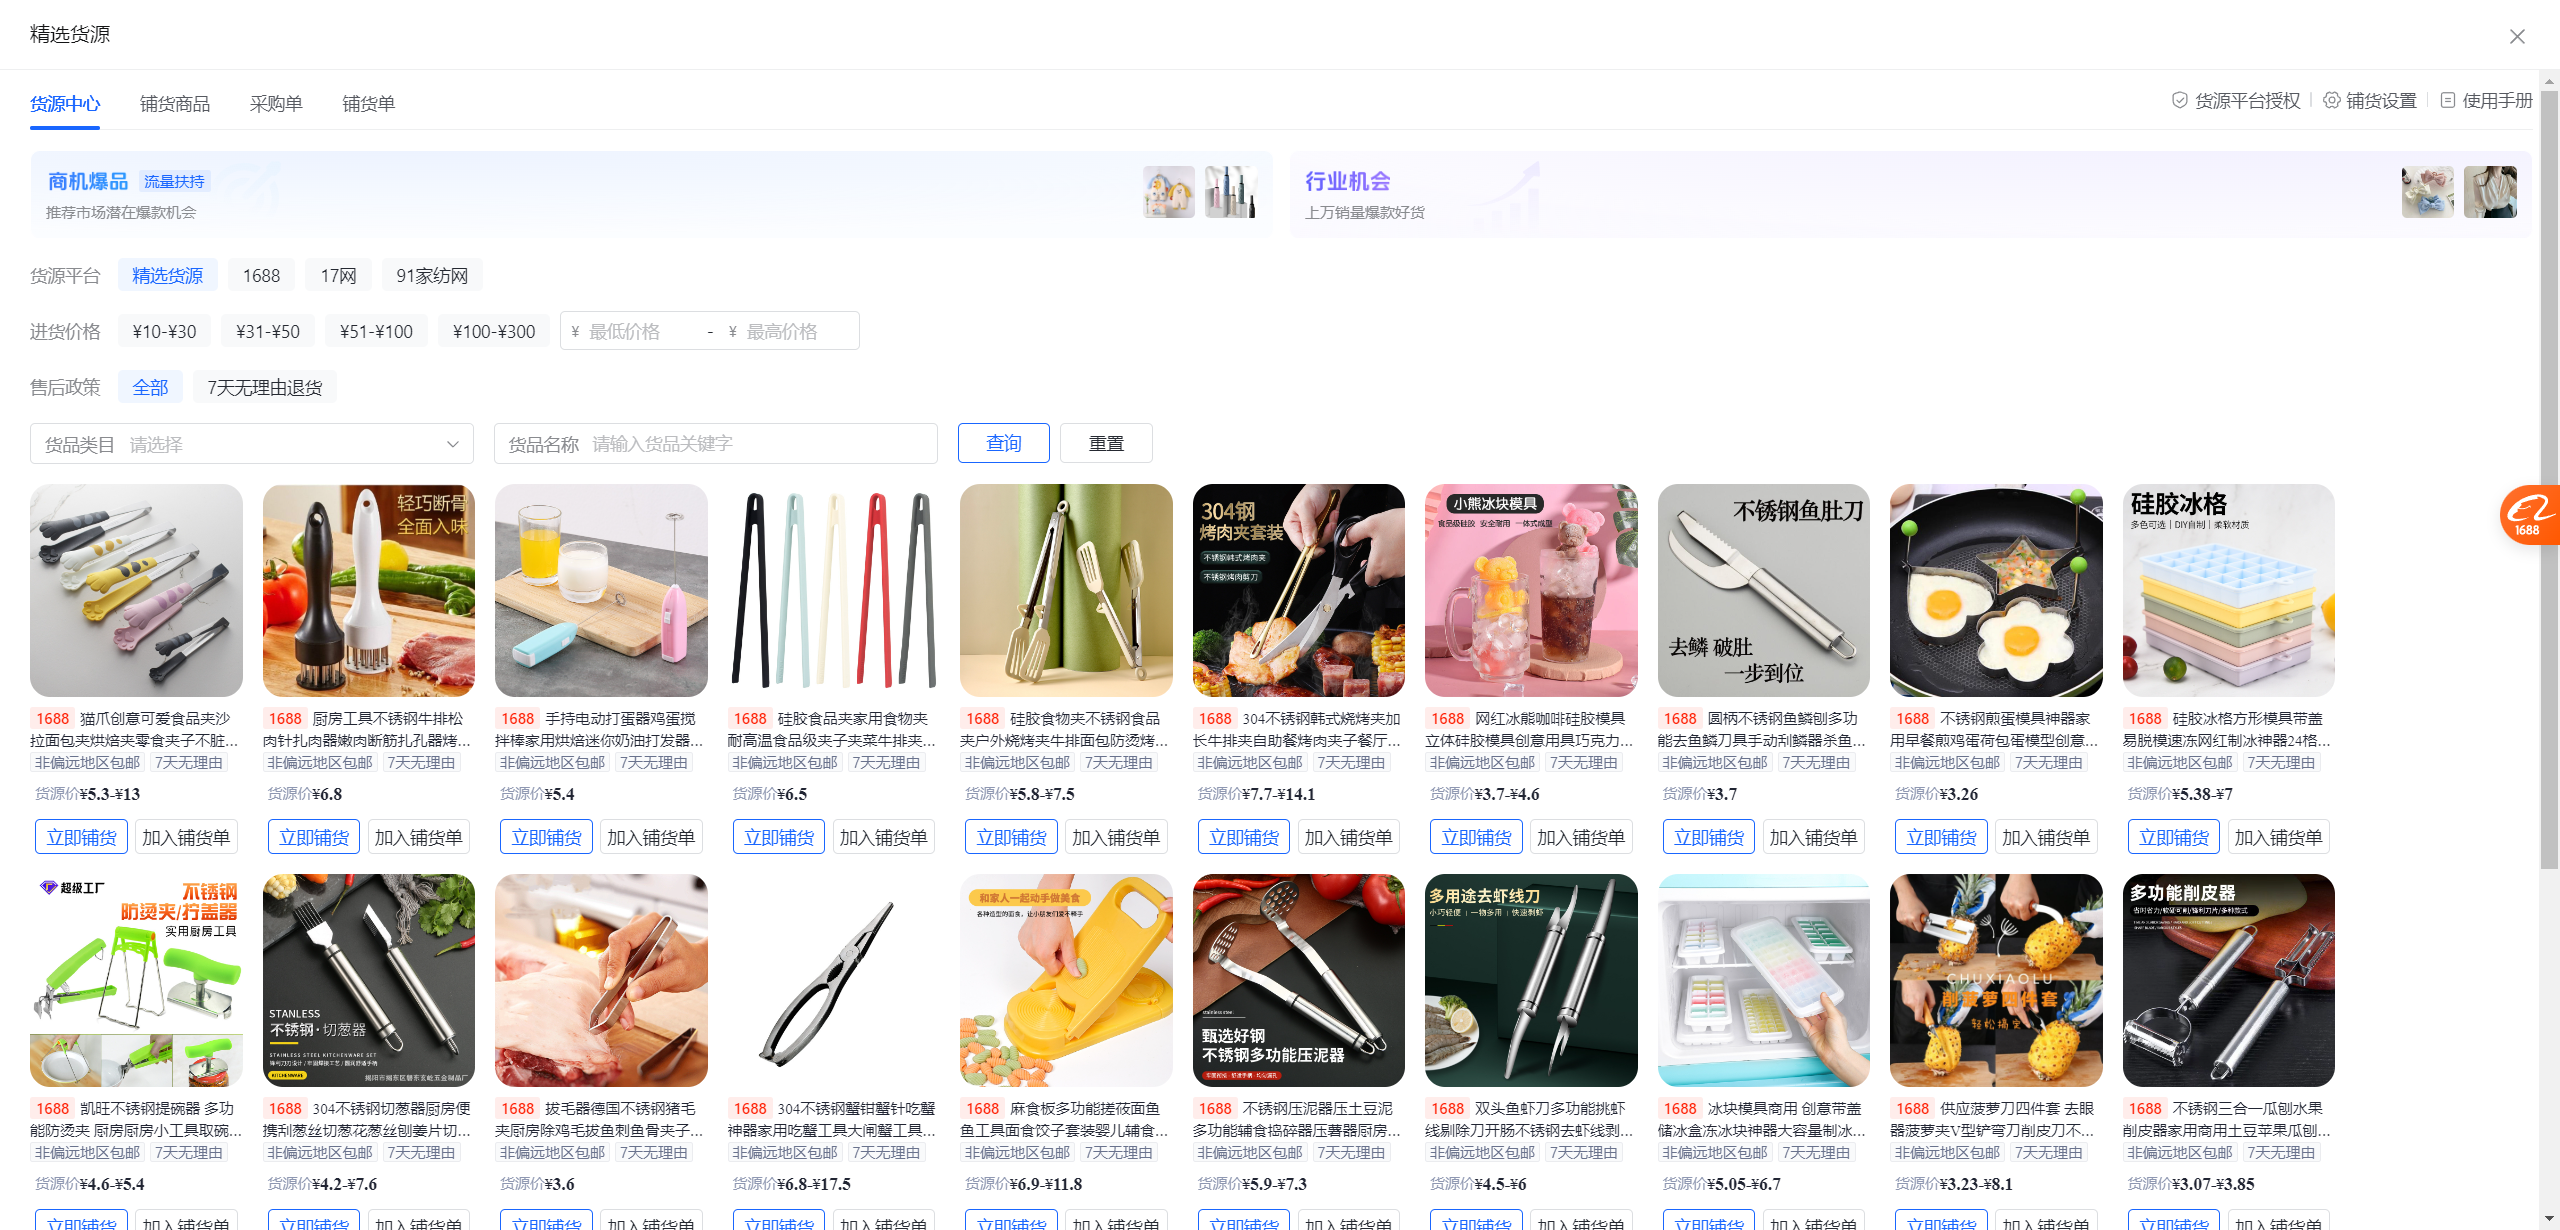 精选货源
货源中心 铺货商品 采购单 铺货单
货源平台授权 铺货设置 使用手册
商机爆品 流量扶持
推荐市场潜在爆款机会
行业机会
上万销量爆款好货
货源平台 精选货源 1688 17网 91家纺网
进货价格 ¥10-¥30 ¥31-¥50 ¥51-¥100 ¥100-¥300 ¥ 最低价格 - ¥ 最高价格
售后政策 全部 7天无理由退货
货品类目 请选择 货品名称 请输入货品关键字 查询 重置
1688
轻巧断骨
全面入味
304钢
烤肉夹套装
不锈钢韩式烤肉夹
不锈钢烤肉剪刀
小熊冰块模具
食品级硅胶 安全耐用 一体式成型
不锈钢鱼肚刀
去鳞 破肚
一步到位
硅胶冰格
多色可选 | DIY自制 | 柔软材质
1688 猫爪创意可爱食品夹沙
拉面包夹烘焙夹零食夹子不脏...
非偏远地区包邮 7天无理由
货源价¥5.3-¥13
立即铺货 加入铺货单
1688 厨房工具不锈钢牛排松
肉针扎肉器嫩肉断筋扎孔器烤...
非偏远地区包邮 7天无理由
货源价¥6.8
立即铺货 加入铺货单
1688 手持电动打蛋器鸡蛋搅
拌棒家用烘焙迷你奶油打发器...
非偏远地区包邮 7天无理由
货源价¥5.4
立即铺货 加入铺货单
1688 硅胶食品夹家用食物夹
耐高温食品级夹子夹菜牛排夹...
非偏远地区包邮 7天无理由
货源价¥6.5
立即铺货 加入铺货单
1688 硅胶食物夹不锈钢食品
夹户外烧烤夹牛排面包防烫烤...
非偏远地区包邮 7天无理由
货源价¥5.8-¥7.5
立即铺货 加入铺货单
1688 304不锈钢韩式烧烤夹加
长牛排夹自助餐烤肉夹子餐厅...
非偏远地区包邮 7天无理由
货源价¥7.7-¥14.1
立即铺货 加入铺货单
1688 网红冰熊咖啡硅胶模具
立体硅胶模具创意用具巧克力...
非偏远地区包邮 7天无理由
货源价¥3.7-¥4.6
立即铺货 加入铺货单
1688 圆柄不锈钢鱼鳞刨多功
能去鱼鳞刀具手动刮鳞器杀鱼...
非偏远地区包邮 7天无理由
货源价¥3.7
立即铺货 加入铺货单
1688 不锈钢煎蛋模具神器家
用早餐煎鸡蛋荷包蛋模型创意...
非偏远地区包邮 7天无理由
货源价¥3.26
立即铺货 加入铺货单
1688 硅胶冰格方形模具带盖
易脱模速冻网红制冰神器24格...
非偏远地区包邮 7天无理由
货源价¥5.38-¥7
立即铺货 加入铺货单
超级工厂
不锈钢
防烫夹/拧盖器
实用厨房工具
STANLESS
不锈钢·切葱器
STAINLESS STEEL KITCHENWARE SET
KITCHENWARE
和家人一起动手做美食
各种造型的面食，让小朋友们爱不释手
甄选好钢
不锈钢多功能压泥器
多用途去虾线刀
小巧轻便 | 一物多用 | 快速剥虾
CHUXIAOLU
削菠萝四件套
轻松搞定
多功能削皮器
1688 凯旺不锈钢提碗器 多功
能防烫夹 厨房厨房小工具取碗...
非偏远地区包邮 7天无理由
货源价¥4.6-¥5.4
立即铺货 加入铺货单
1688 304不锈钢切葱器厨房便
携刮葱丝切葱花葱丝刨姜片切...
非偏远地区包邮 7天无理由
货源价¥4.2-¥7.6
立即铺货 加入铺货单
1688 拔毛器德国不锈钢猪毛
夹厨房除鸡毛拔鱼刺鱼骨夹子...
非偏远地区包邮 7天无理由
货源价¥3.6
立即铺货 加入铺货单
1688 304不锈钢蟹钳蟹针吃蟹
神器家用吃蟹工具大闸蟹工具...
非偏远地区包邮 7天无理由
货源价¥6.8-¥17.5
立即铺货 加入铺货单
1688 麻食板多功能搓莜面鱼
鱼工具面食饺子套装婴儿辅食...
非偏远地区包邮 7天无理由
货源价¥6.9-¥11.8
立即铺货 加入铺货单
1688 不锈钢压泥器压土豆泥
多功能辅食捣碎器压薯器厨房...
非偏远地区包邮 7天无理由
货源价¥5.9-¥7.3
立即铺货 加入铺货单
1688 双头鱼虾刀多功能挑虾
线剔除刀开肠不锈钢去虾线剥...
非偏远地区包邮 7天无理由
货源价¥4.5-¥6
立即铺货 加入铺货单
1688 冰块模具商用 创意带盖
储冰盒冻冰块神器大容量制冰...
非偏远地区包邮 7天无理由
货源价¥5.05-¥6.7
立即铺货 加入铺货单
1688 供应菠萝刀四件套 去眼
器菠萝夹V型铲弯刀削皮刀不...
非偏远地区包邮 7天无理由
货源价¥3.23-¥8.1
立即铺货 加入铺货单
1688 不锈钢三合一瓜刨水果
削皮器家用商用土豆苹果瓜刨...
非偏远地区包邮 7天无理由
货源价¥3.07-¥3.85
立即铺货 加入铺货单